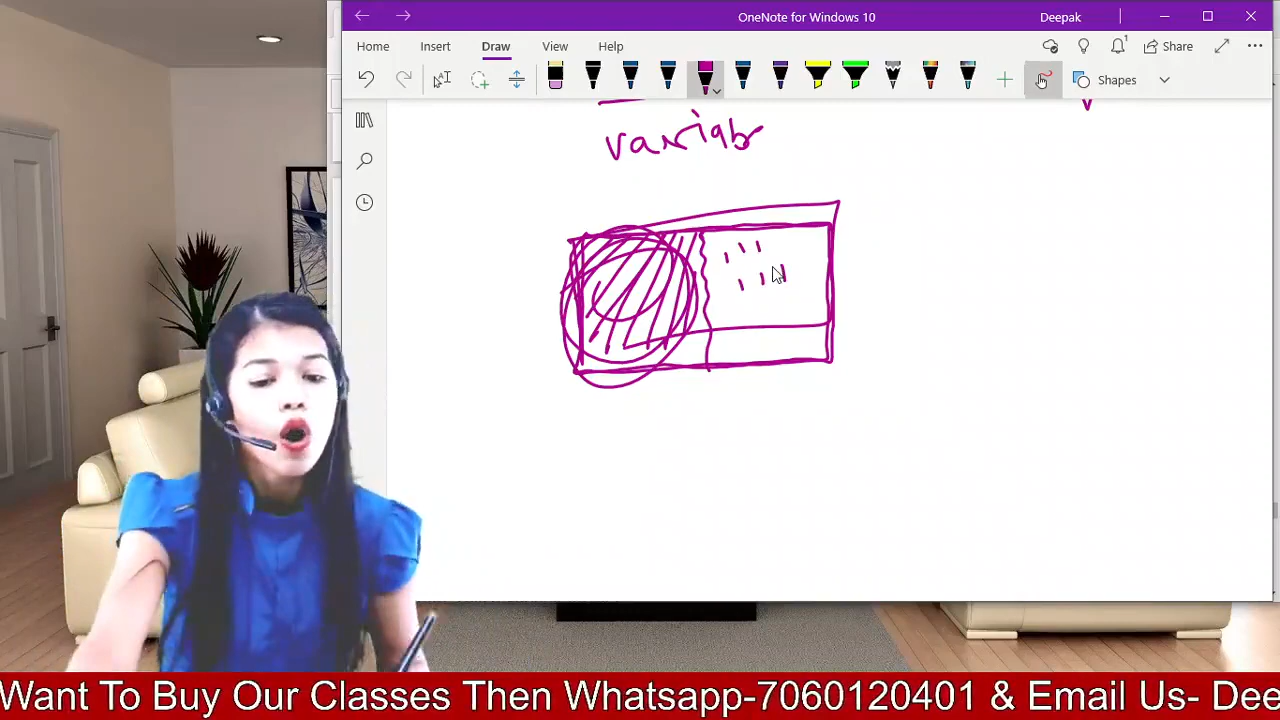 OneNote for Windows 10
Deepak
Home Insert Draw View Help
Share
Shapes
Want To Buy Our Classes Then Whatsapp-7060120401 & Email Us- Dee